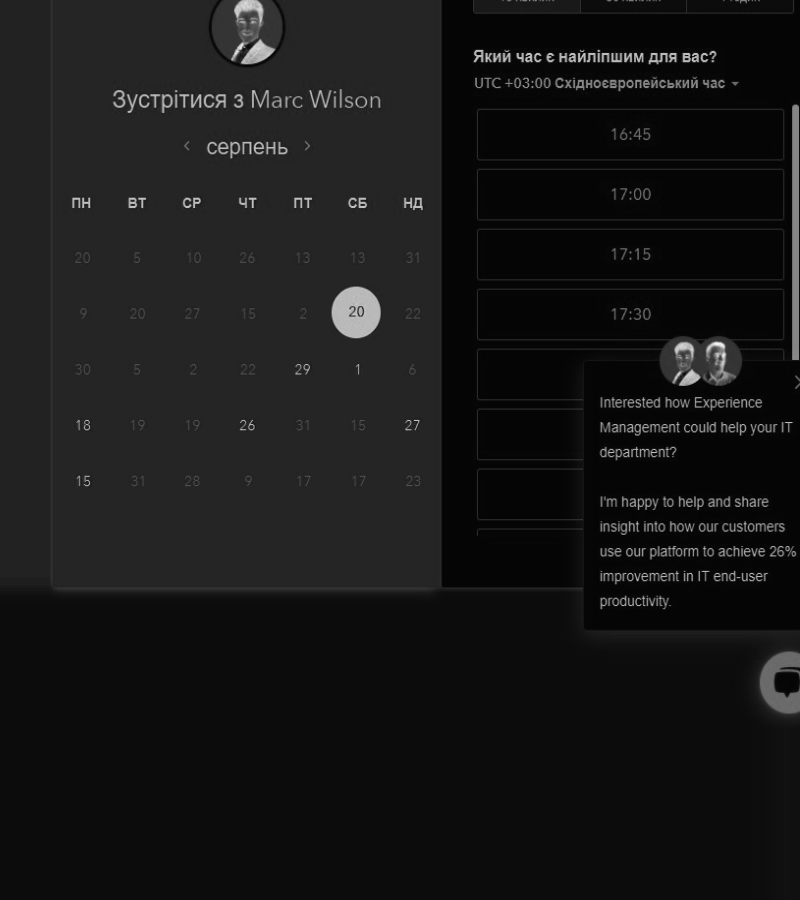 Зустрітися з Marc Wilson
серпень
ПН ВТ СР ЧТ ПТ СБ НД
20 5 10 26 13 13 31
9 20 27 15 2 20 22
30 5 2 22 29 1 6
18 19 19 26 31 15 27
15 31 28 9 17 17 23
Який час є найліпшим для вас?
UTC +03:00 Східноєвропейський час
16:45
17:00
17:15
17:30
Interested how Experience
Management could help your IT
department?
I'm happy to help and share
insight into how our customers
use our platform to achieve 26%
improvement in IT end-user
productivity.